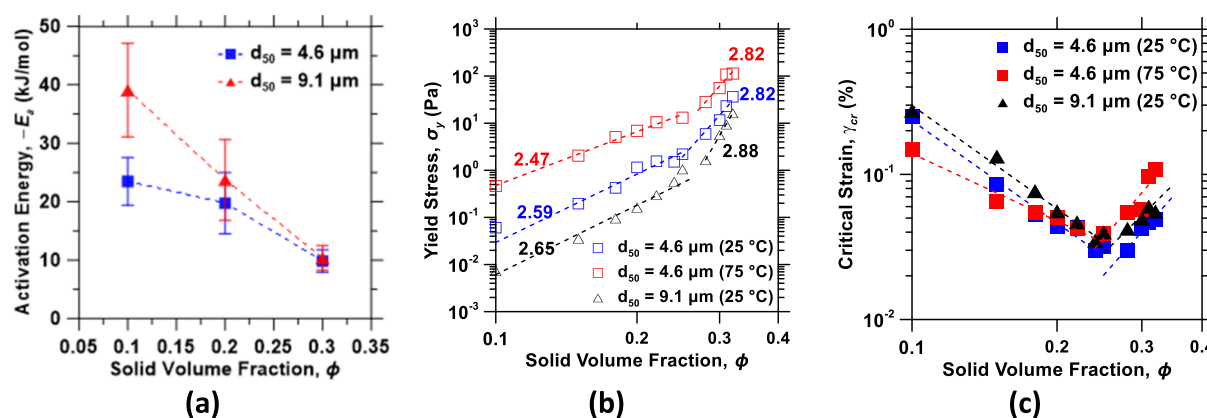 Activation Energy, −Eₐ (kJ/mol)
50
40
30
20
10
0
d₅₀ = 4.6 µm
d₅₀ = 9.1 µm
0.05 0.1 0.15 0.2 0.25 0.3 0.35
Solid Volume Fraction, ϕ
(a)
Yield Stress, σᵧ (Pa)
10³
10²
10¹
10⁰
10⁻¹
10⁻²
10⁻³
2.82
2.82
2.47
2.88
2.59
2.65
d₅₀ = 4.6 µm (25 °C)
d₅₀ = 4.6 µm (75 °C)
d₅₀ = 9.1 µm (25 °C)
0.1 0.2 0.3 0.4
Solid Volume Fraction, ϕ
(b)
Critical Strain, γcr (%)
10⁰
10⁻¹
10⁻²
d₅₀ = 4.6 µm (25 °C)
d₅₀ = 4.6 µm (75 °C)
d₅₀ = 9.1 µm (25 °C)
0.1 0.2 0.3 0.4
Solid Volume Fraction, ϕ
(c)